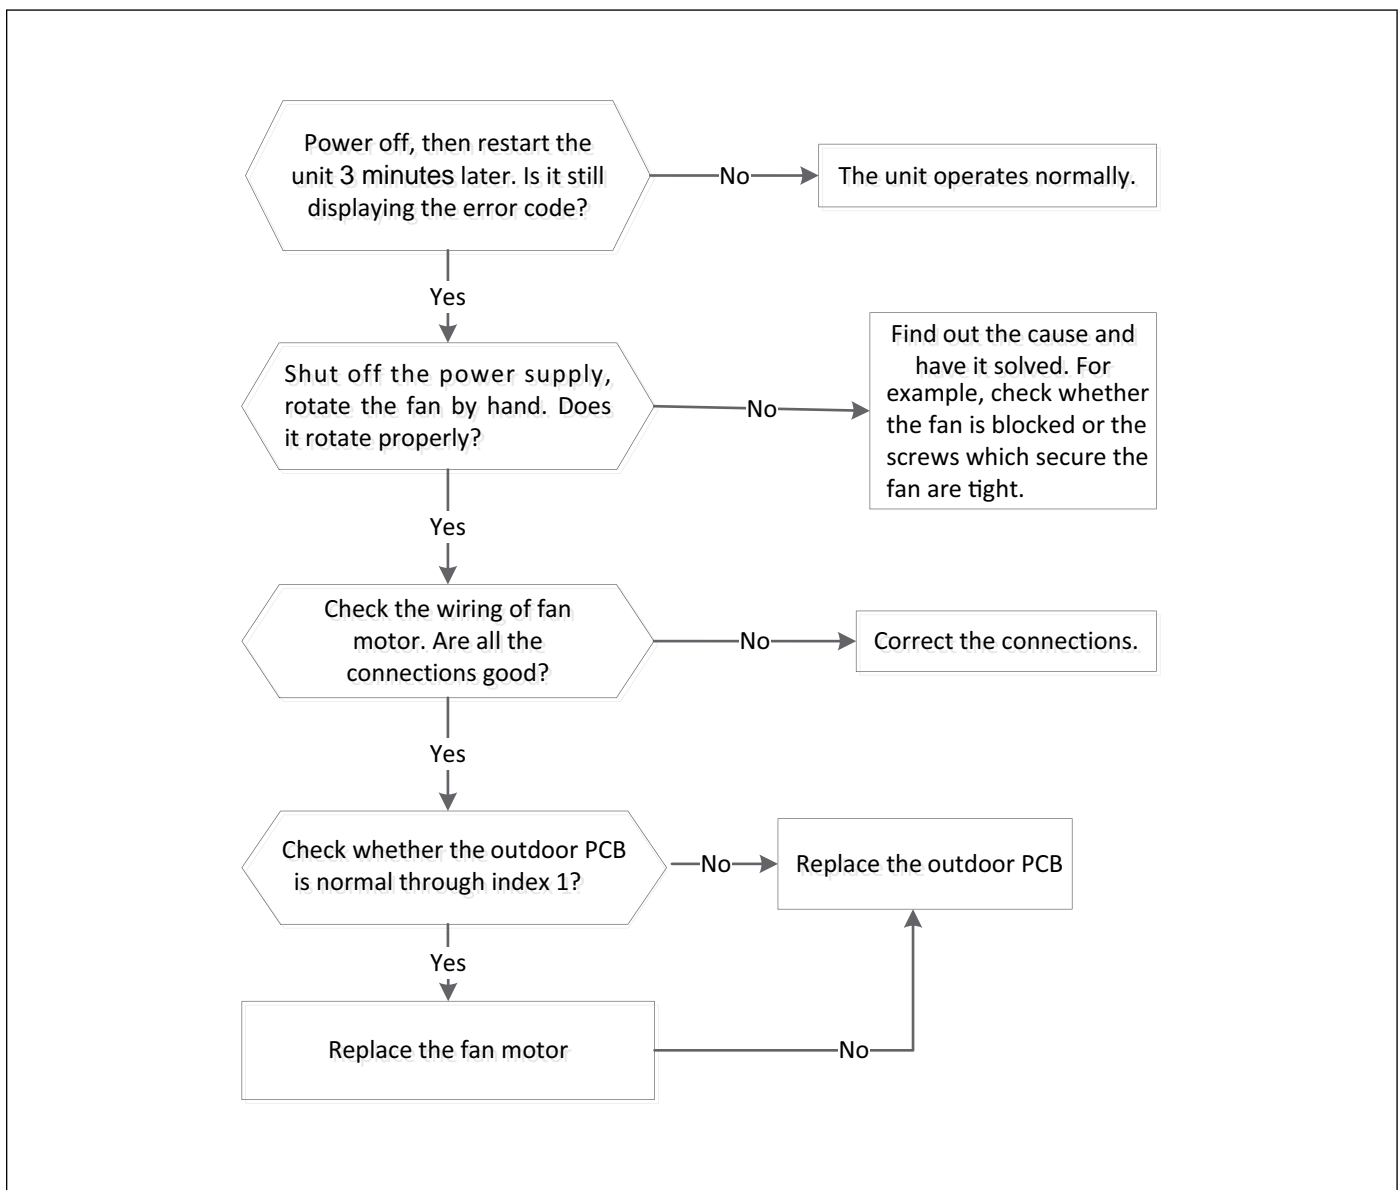 Power off, then restart the
unit 3 minutes later. Is it still
displaying the error code?
No
The unit operates normally.
Yes
Shut off the power supply,
rotate the fan by hand. Does
it rotate properly?
No
Find out the cause and
have it solved. For
example, check whether
the fan is blocked or the
screws which secure the
fan are tight.
Yes
Check the wiring of fan
motor. Are all the
connections good?
No
Correct the connections.
Yes
Check whether the outdoor PCB
is normal through index 1?
No
Replace the outdoor PCB
Yes
Replace the fan motor
No